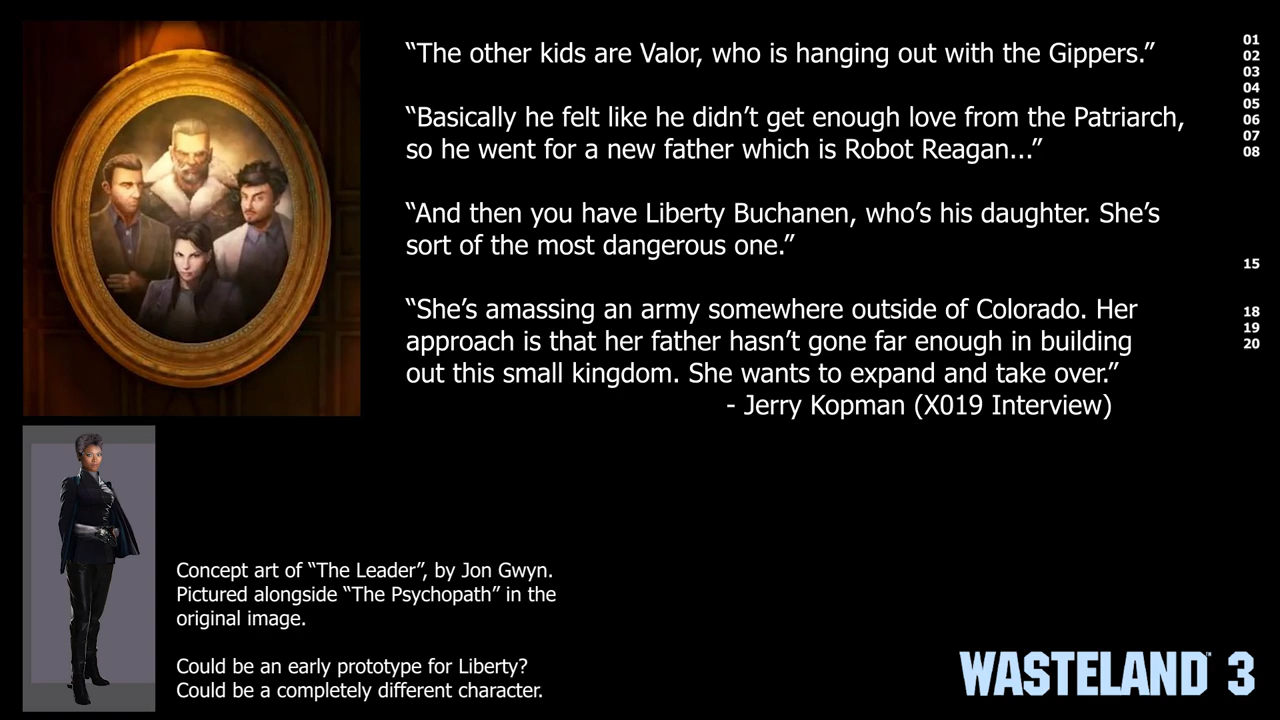 “The other kids are Valor, who is hanging out with the Gippers.”
“Basically he felt like he didn’t get enough love from the Patriarch,
so he went for a new father which is Robot Reagan...”
“And then you have Liberty Buchanen, who’s his daughter. She’s
sort of the most dangerous one.”
“She’s amassing an army somewhere outside of Colorado. Her
approach is that her father hasn’t gone far enough in building
out this small kingdom. She wants to expand and take over.”
- Jerry Kopman (X019 Interview)
01
02
03
04
05
06
07
08
15
18
19
20
Concept art of “The Leader”, by Jon Gwyn.
Pictured alongside “The Psychopath” in the
original image.
Could be an early prototype for Liberty?
Could be a completely different character.
WASTELAND™ 3